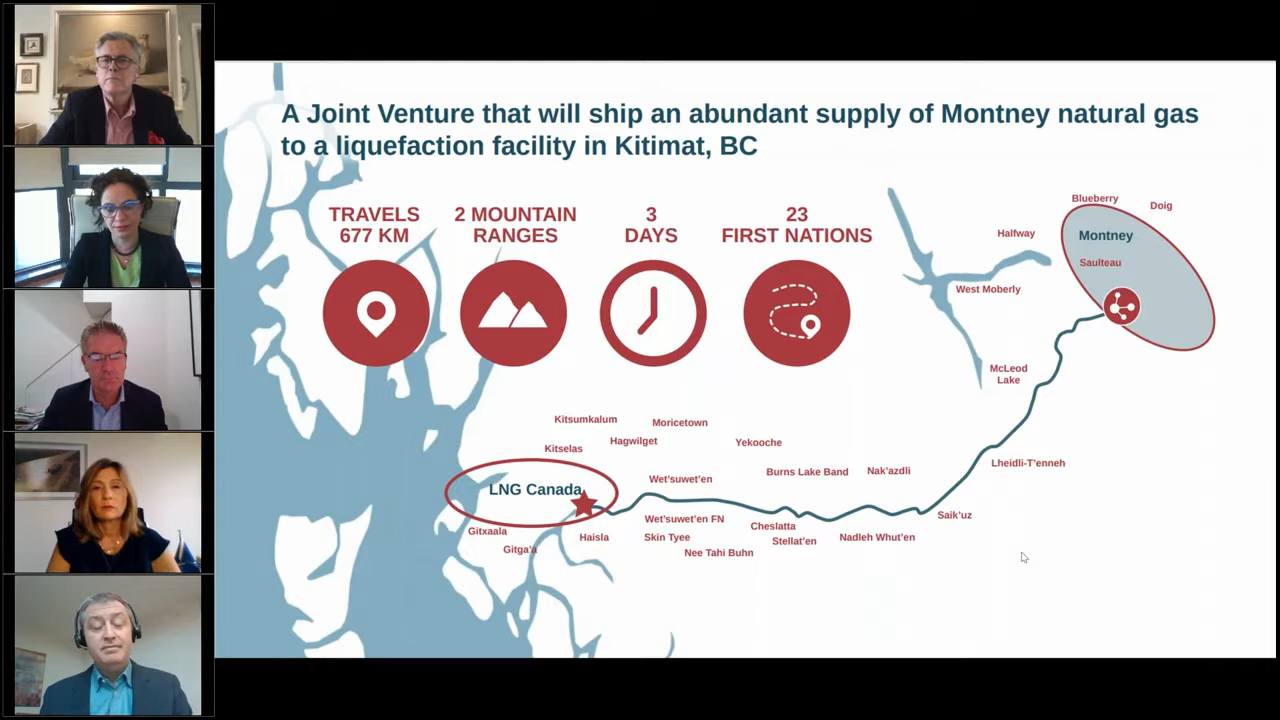 A Joint Venture that will ship an abundant supply of Montney natural gas
to a liquefaction facility in Kitimat, BC
TRAVELS
677 KM
2 MOUNTAIN
RANGES
3
DAYS
23
FIRST NATIONS
Blueberry
Doig
Halfway
Montney
Saulteau
West Moberly
McLeod
Lake
Kitsumkalum
Moricetown
Hagwilget
Yekooche
Kitselas
Burns Lake Band
Nak'azdli
Lheidli-T'enneh
Wet'suwet'en
LNG Canada
Saik'uz
Wet'suwet'en FN
Cheslatta
Gitxaala
Haisla
Skin Tyee
Stellat'en
Nadleh Whut'en
Gitga'a
Nee Tahi Buhn